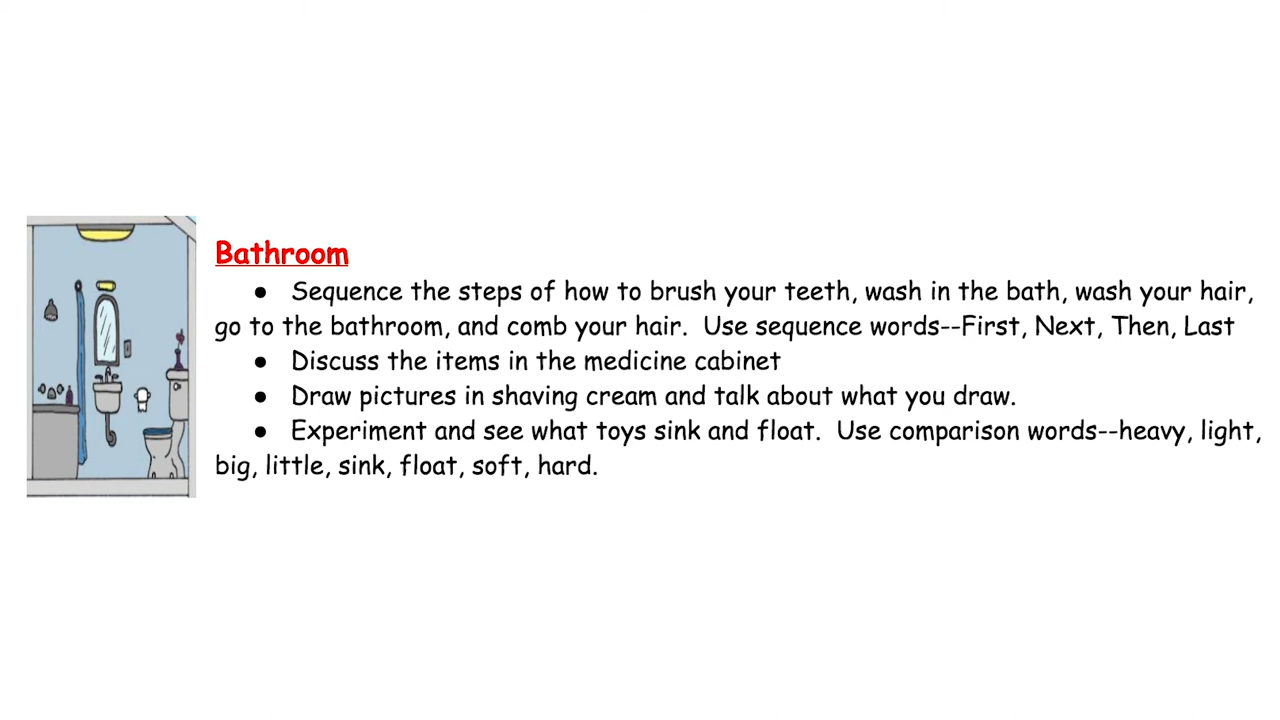 Bathroom
● Sequence the steps of how to brush your teeth, wash in the bath, wash your hair,
go to the bathroom, and comb your hair.  Use sequence words--First, Next, Then, Last
● Discuss the items in the medicine cabinet
● Draw pictures in shaving cream and talk about what you draw.
● Experiment and see what toys sink and float.  Use comparison words--heavy, light,
big, little, sink, float, soft, hard.